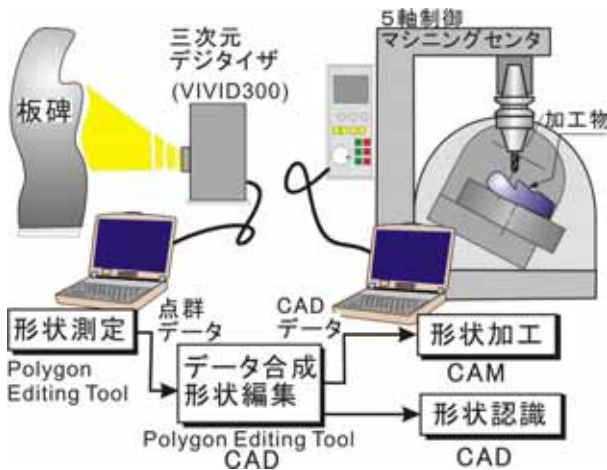 5軸制御
マシニングセンタ
三次元
デジタイザ
(VIVID300)
板碑
加工物
点群
データ
CAD
データ
形状測定
Polygon
Editing Tool
データ合成
形状編集
Polygon Editing Tool
CAD
形状加工
CAM
形状認識
CAD